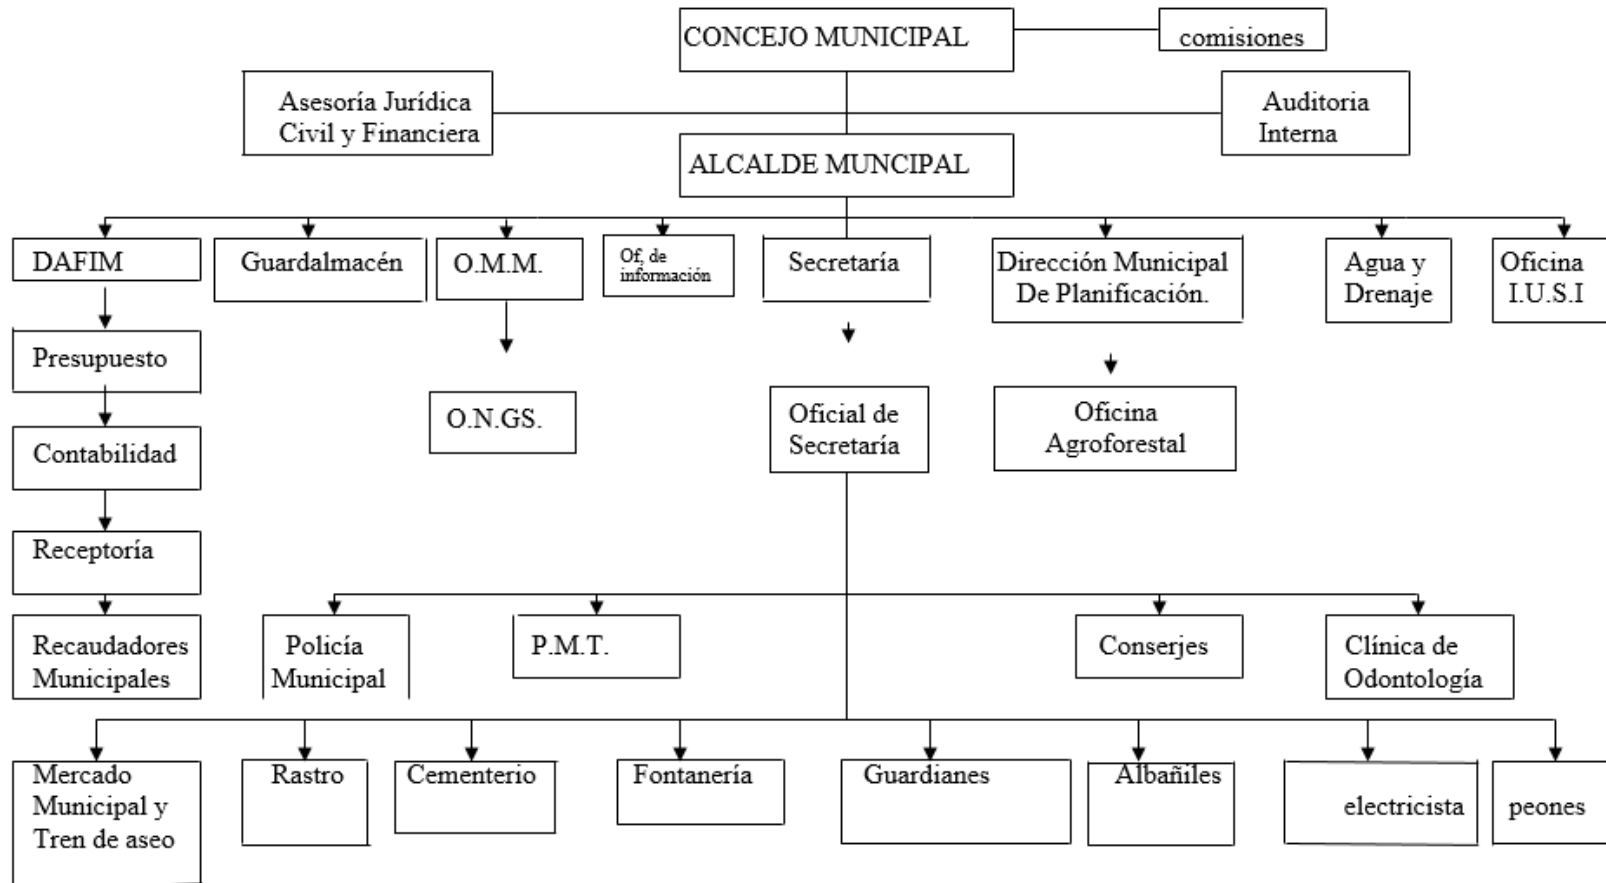 CONCEJO MUNICIPAL
comisiones
Asesoría Jurídica
Civil y Financiera
Auditoria
Interna
ALCALDE MUNCIPAL
DAFIM
Guardalmacén
O.M.M.
Of, de
información
Secretaría
Dirección Municipal
De Planificación.
Agua y
Drenaje
Oficina
I.U.S.I
Presupuesto
O.N.GS.
Oficial de
Secretaría
Oficina
Agroforestal
Contabilidad
Receptoría
Recaudadores
Municipales
Policía
Municipal
P.M.T.
Conserjes
Clínica de
Odontología
Mercado
Municipal y
Tren de aseo
Rastro
Cementerio
Fontanería
Guardianes
Albañiles
electricista
peones